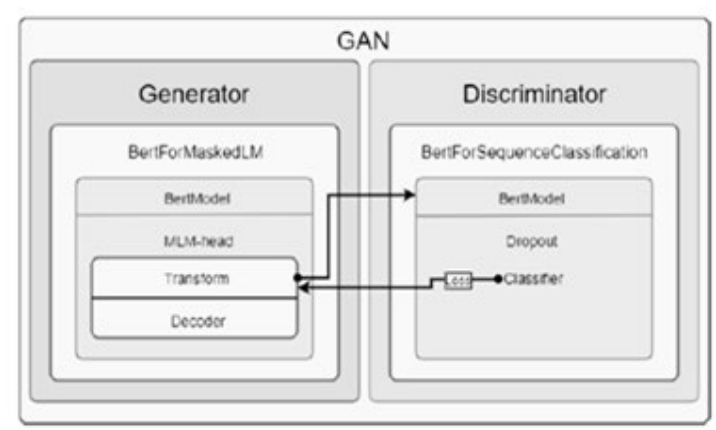 GAN
Generator
BertForMaskedLM
BertModel
MLM-head
Transform
Decoder
Discriminator
BertForSequenceClassification
BertModel
Dropout
Loss
Classifier